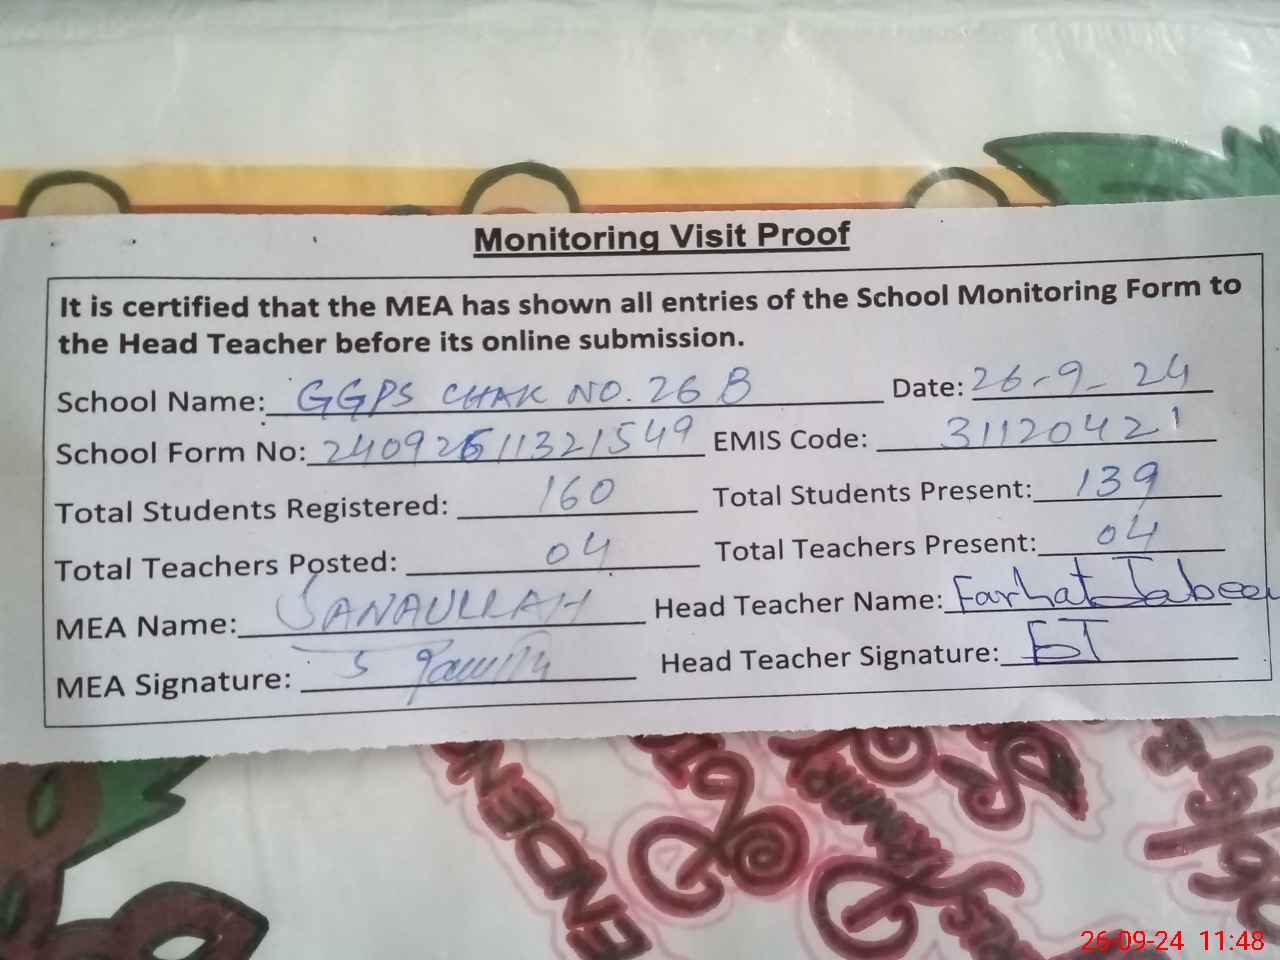 Monitoring Visit Proof
It is certified that the MEA has shown all entries of the School Monitoring Form to
the Head Teacher before its online submission.
School Name: GGPS CHAK NO. 26 B Date: 26-9-24
School Form No: 24092611321549 EMIS Code: 31120421
Total Students Registered: 160 Total Students Present: 139
Total Teachers Posted: 04 Total Teachers Present: 04
MEA Name: SANAULLAH Head Teacher Name: Farhat Jabeen
MEA Signature: Head Teacher Signature:
26-09-24 11:48